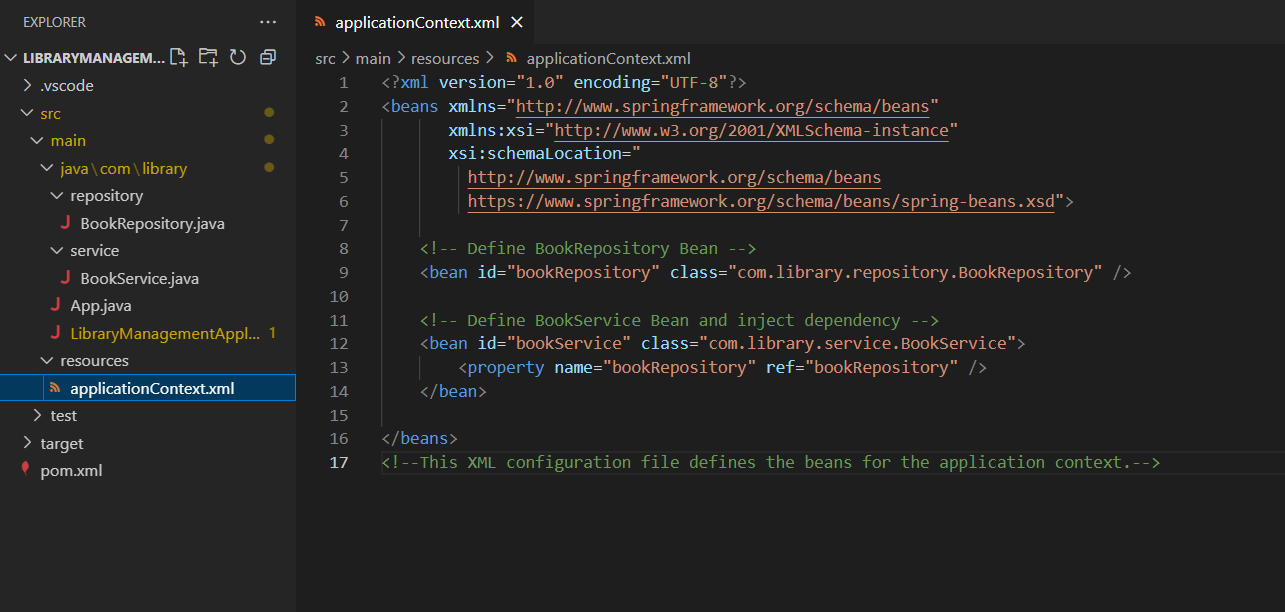 EXPLORER
···
LIBRARYMANAGEM...
.vscode
src
main
java\com\library
repository
BookRepository.java
service
BookService.java
App.java
LibraryManagementAppl... 1
resources
applicationContext.xml
test
target
pom.xml
applicationContext.xml
src > main > resources > applicationContext.xml
1 <?xml version="1.0" encoding="UTF-8"?>
2 <beans xmlns="http://www.springframework.org/schema/beans"
3 xmlns:xsi="http://www.w3.org/2001/XMLSchema-instance"
4 xsi:schemaLocation="
5 http://www.springframework.org/schema/beans
6 https://www.springframework.org/schema/beans/spring-beans.xsd">
7
8 <!-- Define BookRepository Bean -->
9 <bean id="bookRepository" class="com.library.repository.BookRepository" />
10
11 <!-- Define BookService Bean and inject dependency -->
12 <bean id="bookService" class="com.library.service.BookService">
13 <property name="bookRepository" ref="bookRepository" />
14 </bean>
15
16 </beans>
17 <!--This XML configuration file defines the beans for the application context.-->